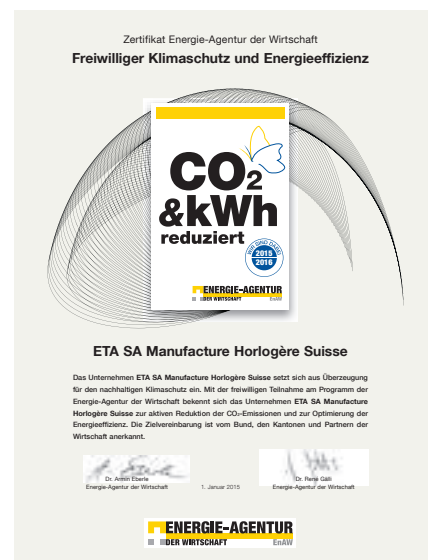 Zertifikat Energie-Agentur der Wirtschaft
Freiwilliger Klimaschutz und Energieeffizienz
CO₂
&kWh
reduziert
WIR SIND DABEI
2015
2016
ENERGIE-AGENTUR
DER WIRTSCHAFT EnAW
ETA SA Manufacture Horlogère Suisse
Das Unternehmen ETA SA Manufacture Horlogère Suisse setzt sich aus Überzeugung
für den nachhaltigen Klimaschutz ein. Mit der freiwilligen Teilnahme am Programm der
Energie-Agentur der Wirtschaft bekennt sich das Unternehmen ETA SA Manufacture
Horlogère Suisse zur aktiven Reduktion der CO₂-Emissionen und zur Optimierung der
Energieeffizienz. Die Zielvereinbarung ist vom Bund, den Kantonen und Partnern der
Wirtschaft anerkannt.
Dr. Armin Eberle
Energie-Agentur der Wirtschaft
1. Januar 2015
Dr. René Gälli
Energie-Agentur der Wirtschaft
ENERGIE-AGENTUR
DER WIRTSCHAFT EnAW